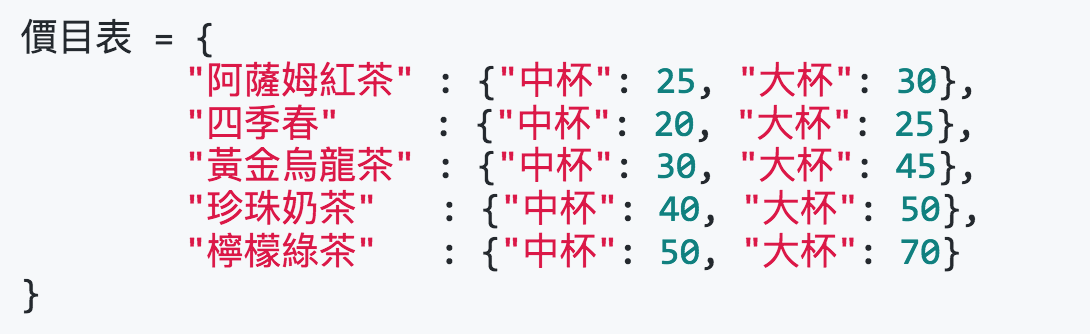 價目表 = {
"阿薩姆紅茶" : {"中杯": 25, "大杯": 30},
"四季春" : {"中杯": 20, "大杯": 25},
"黃金烏龍茶" : {"中杯": 30, "大杯": 45},
"珍珠奶茶" : {"中杯": 40, "大杯": 50},
"檸檬綠茶" : {"中杯": 50, "大杯": 70}
}